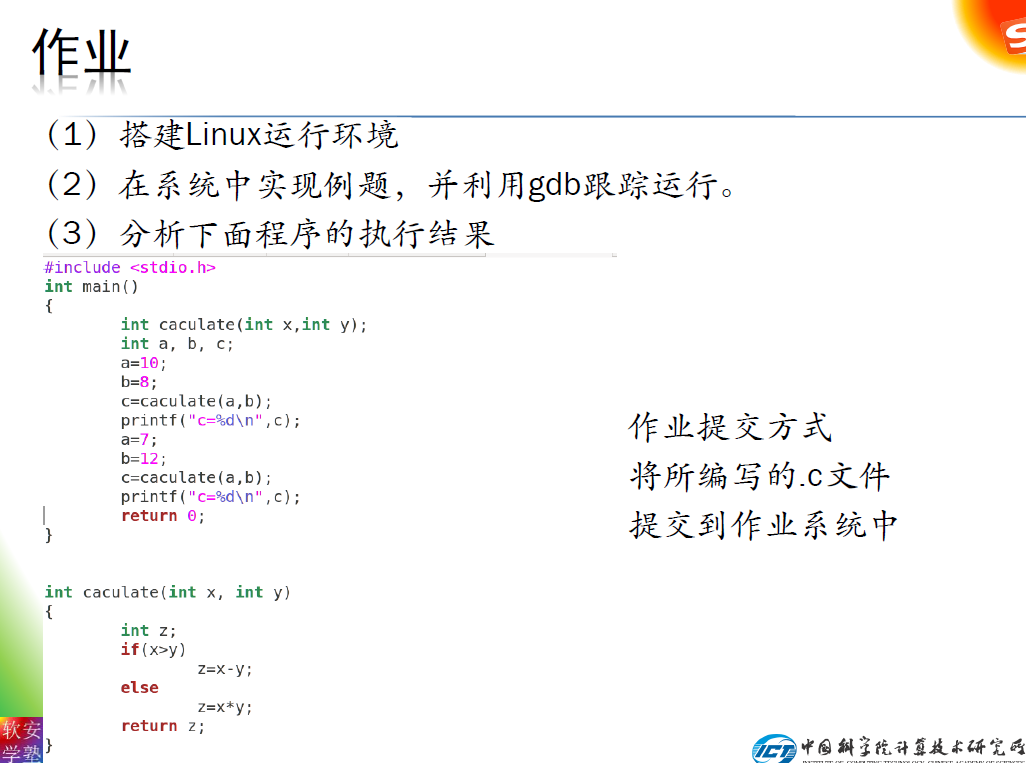 作业
（1）搭建Linux运行环境
（2）在系统中实现例题，并利用gdb跟踪运行。
（3）分析下面程序的执行结果
#include <stdio.h>
int main()
{
int caculate(int x,int y);
int a, b, c;
a=10;
b=8;
c=caculate(a,b);
printf("c=%d\n",c);
a=7;
b=12;
c=caculate(a,b);
printf("c=%d\n",c);
return 0;
}
int caculate(int x, int y)
{
int z;
if(x>y)
z=x-y;
else
z=x*y;
return z;
}
作业提交方式
将所编写的.c文件
提交到作业系统中
软安
学塾
ICT 中国科学院计算技术研究所